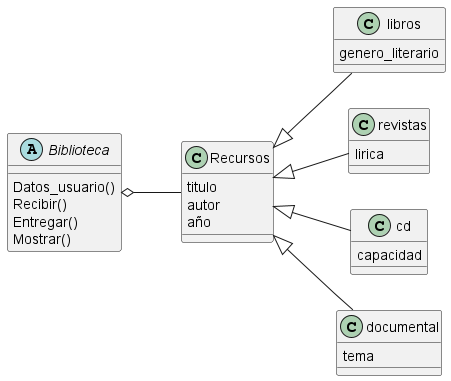 A Biblioteca
Datos_usuario()
Recibir()
Entregar()
Mostrar()
C Recursos
titulo
autor
año
C libros
genero_literario
C revistas
lirica
C cd
capacidad
C documental
tema